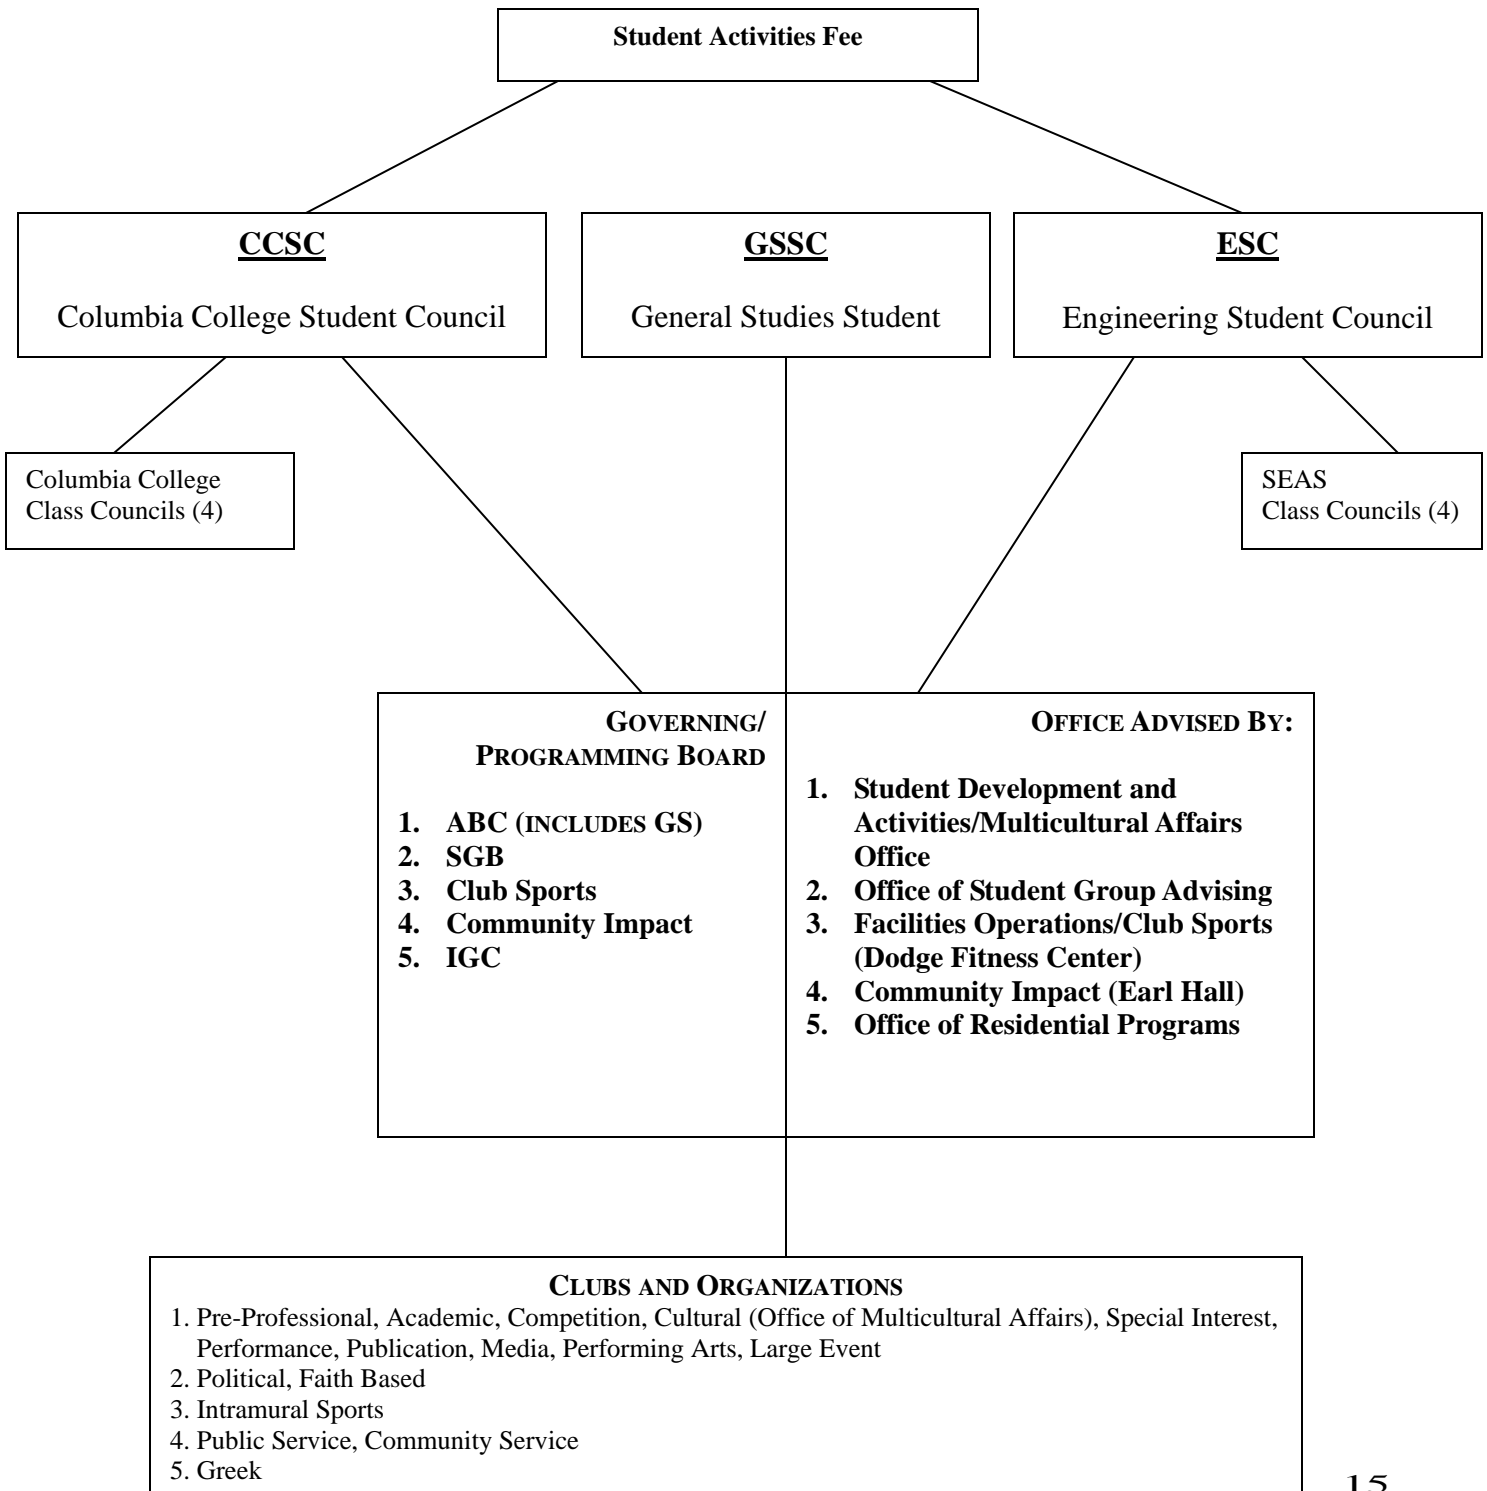 Student Activities Fee
CCSC
Columbia College Student Council
GSSC
General Studies Student
ESC
Engineering Student Council
Columbia College
Class Councils (4)
SEAS
Class Councils (4)
GOVERNING/
PROGRAMMING BOARD
1. ABC (INCLUDES GS)
2. SGB
3. Club Sports
4. Community Impact
5. IGC
OFFICE ADVISED BY:
1. Student Development and
Activities/Multicultural Affairs
Office
2. Office of Student Group Advising
3. Facilities Operations/Club Sports
(Dodge Fitness Center)
4. Community Impact (Earl Hall)
5. Office of Residential Programs
CLUBS AND ORGANIZATIONS
1. Pre-Professional, Academic, Competition, Cultural (Office of Multicultural Affairs), Special Interest,
Performance, Publication, Media, Performing Arts, Large Event
2. Political, Faith Based
3. Intramural Sports
4. Public Service, Community Service
5. Greek
15